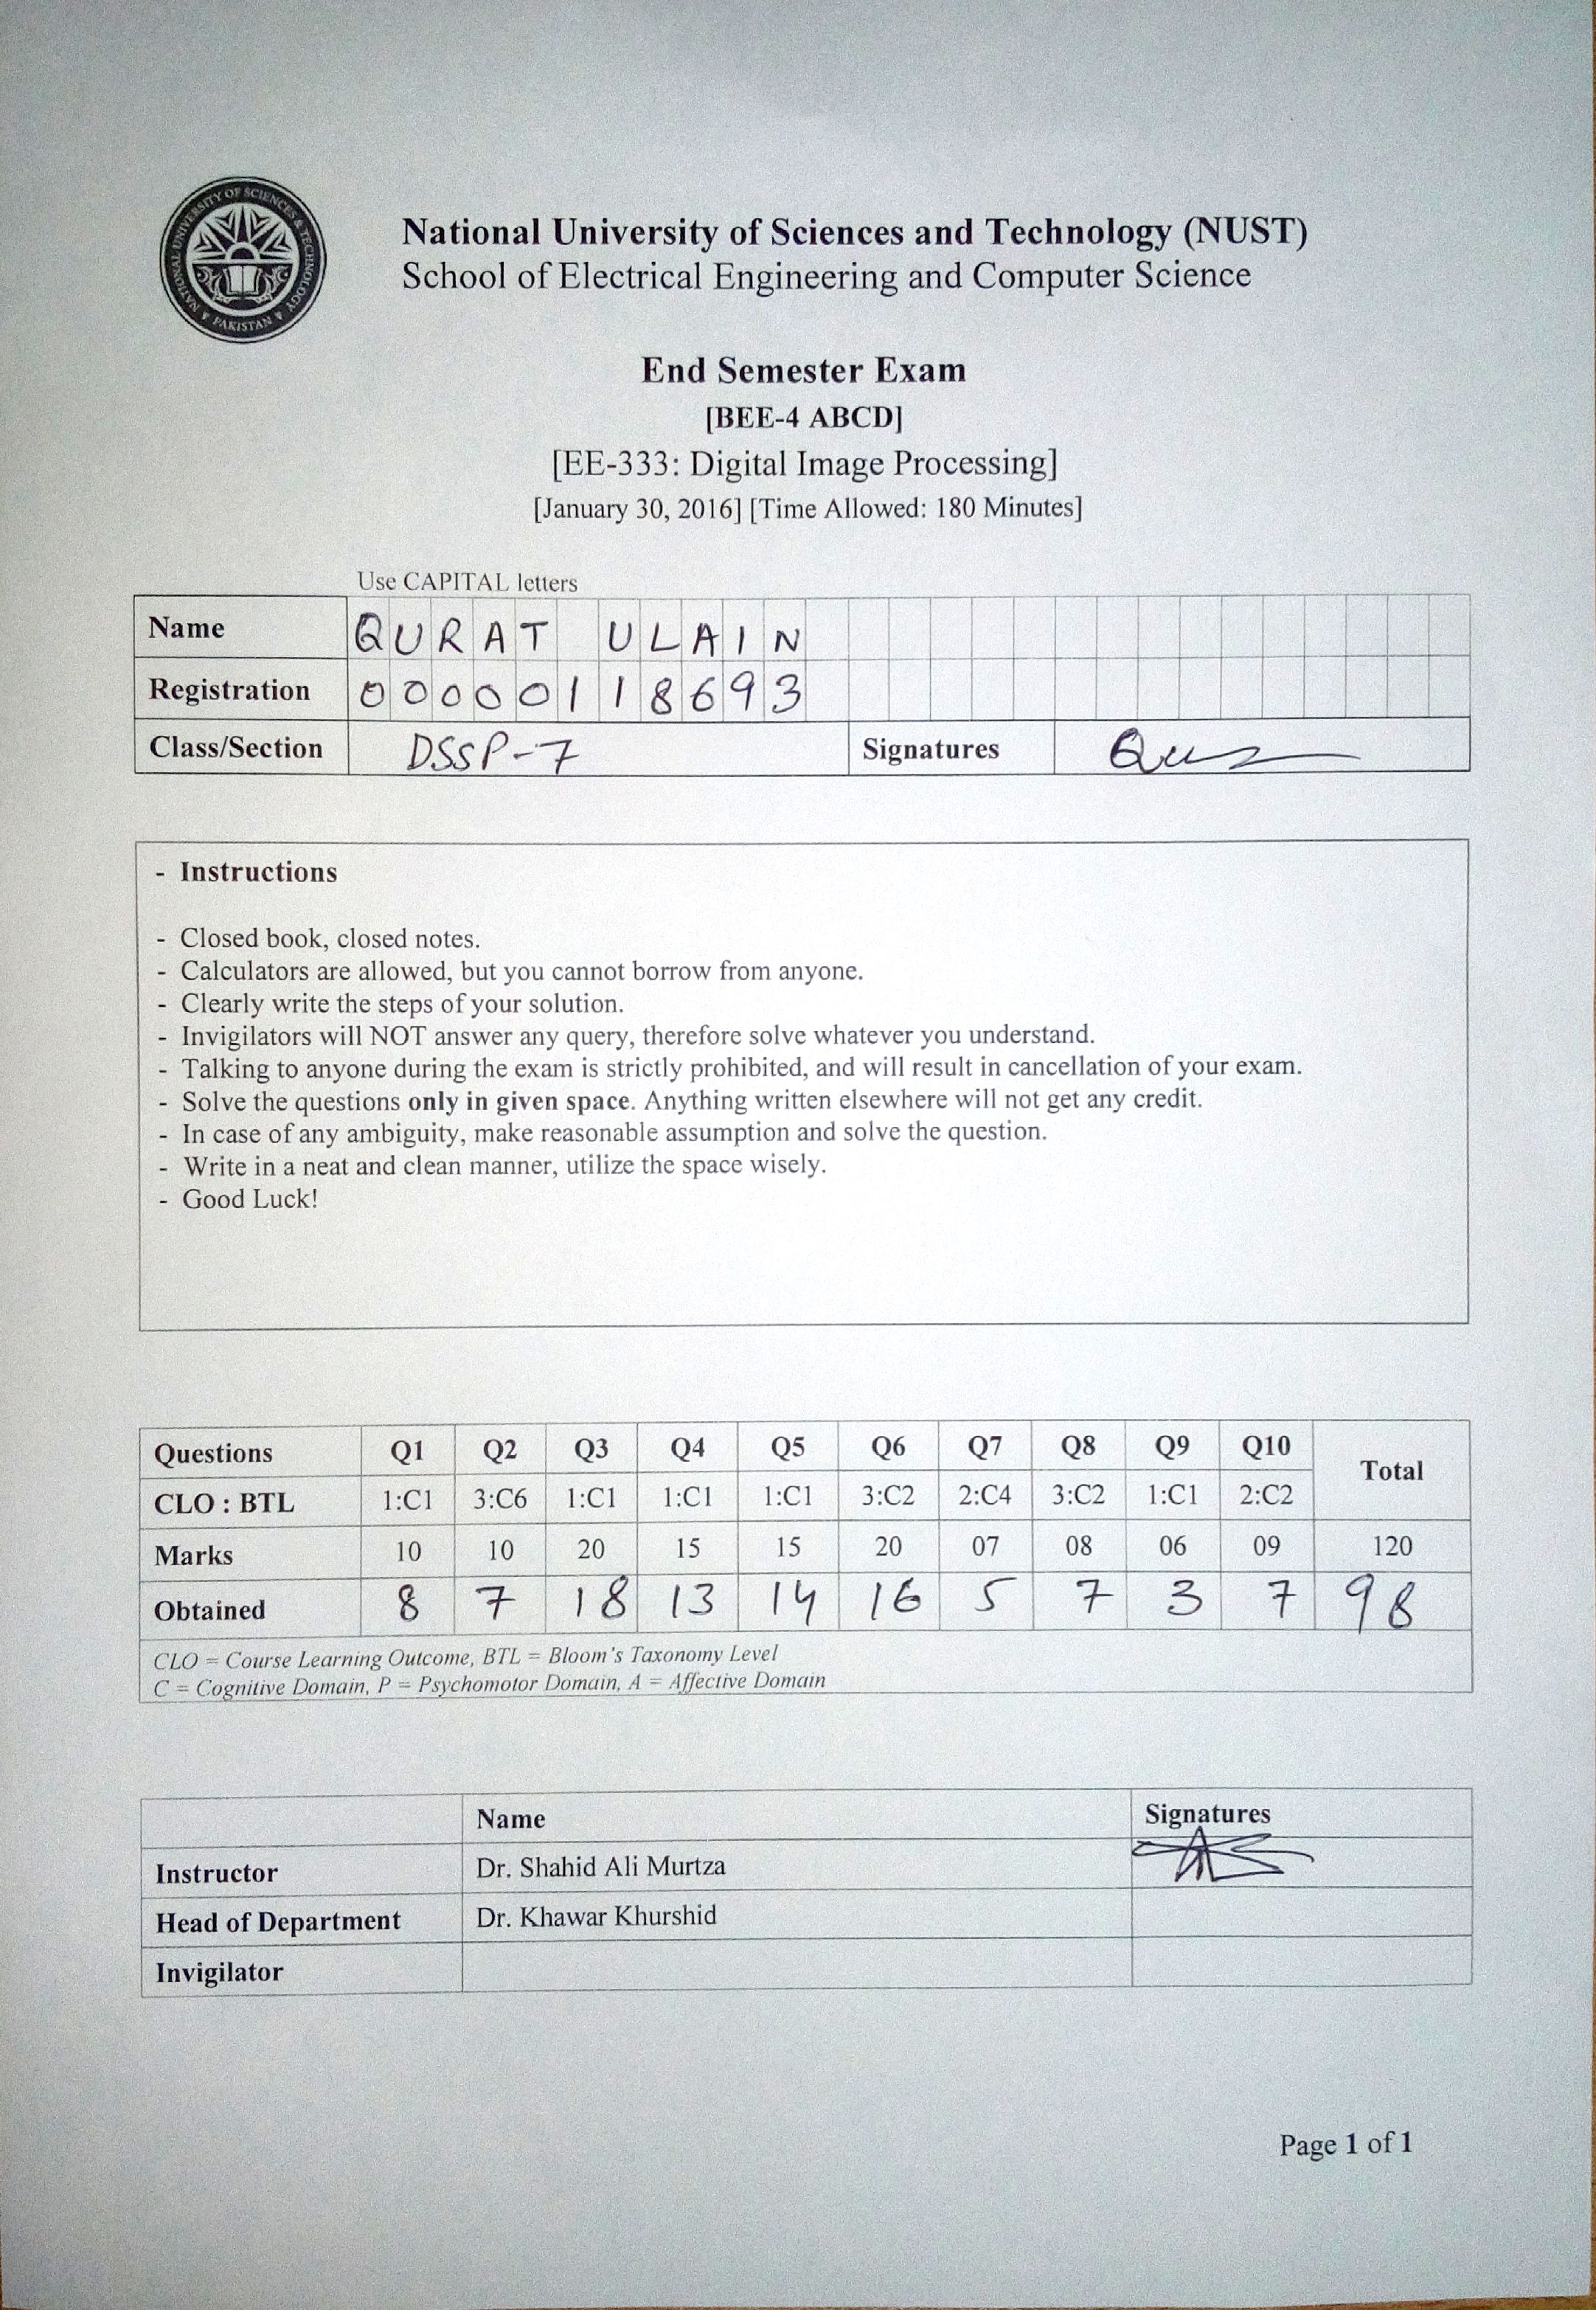 NATIONAL UNIVERSITY OF SCIENCES & TECHNOLOGY
PAKISTAN
National University of Sciences and Technology (NUST)
School of Electrical Engineering and Computer Science
End Semester Exam
[BEE-4 ABCD]
[EE-333: Digital Image Processing]
[January 30, 2016] [Time Allowed: 180 Minutes]
Use CAPITAL letters
Name QURAT ULAIN
Registration 00000118693
Class/Section DSSP-7 Signatures
- Instructions
- Closed book, closed notes.
- Calculators are allowed, but you cannot borrow from anyone.
- Clearly write the steps of your solution.
- Invigilators will NOT answer any query, therefore solve whatever you understand.
- Talking to anyone during the exam is strictly prohibited, and will result in cancellation of your exam.
- Solve the questions only in given space. Anything written elsewhere will not get any credit.
- In case of any ambiguity, make reasonable assumption and solve the question.
- Write in a neat and clean manner, utilize the space wisely.
- Good Luck!
Questions Q1 Q2 Q3 Q4 Q5 Q6 Q7 Q8 Q9 Q10 Total
CLO : BTL 1:C1 3:C6 1:C1 1:C1 1:C1 3:C2 2:C4 3:C2 1:C1 2:C2
Marks 10 10 20 15 15 20 07 08 06 09 120
Obtained 8 7 18 13 14 16 5 7 3 7 98
CLO = Course Learning Outcome, BTL = Bloom's Taxonomy Level
C = Cognitive Domain, P = Psychomotor Domain, A = Affective Domain
Name Signatures
Instructor Dr. Shahid Ali Murtza
Head of Department Dr. Khawar Khurshid
Invigilator
Page 1 of 1